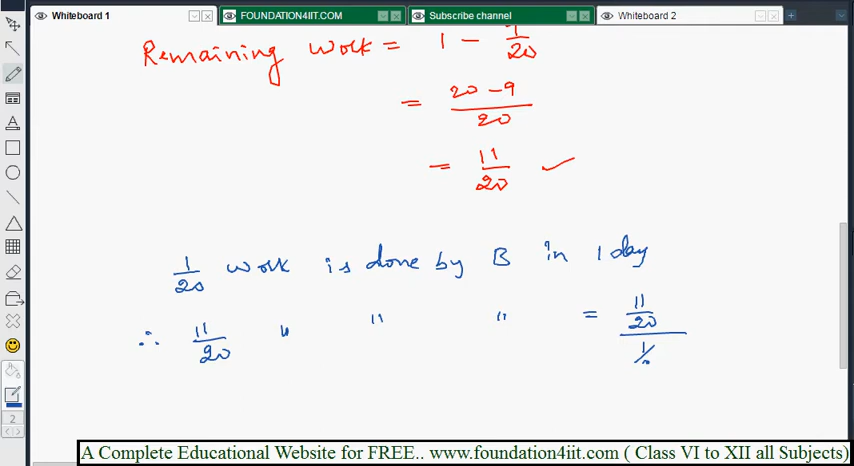 Whiteboard 1
FOUNDATION4IIT.COM
Subscribe channel
Whiteboard 2
Remaining work = 1 - /20
= 20 - 9 / 20
= 11/20 ✓
1/20 work is done by B in 1 day
∴ 11/20 " " " = 11/20 / 1/
2
A Complete Educational Website for FREE.. www.foundation4iit.com ( Class VI to XII all Subjects)